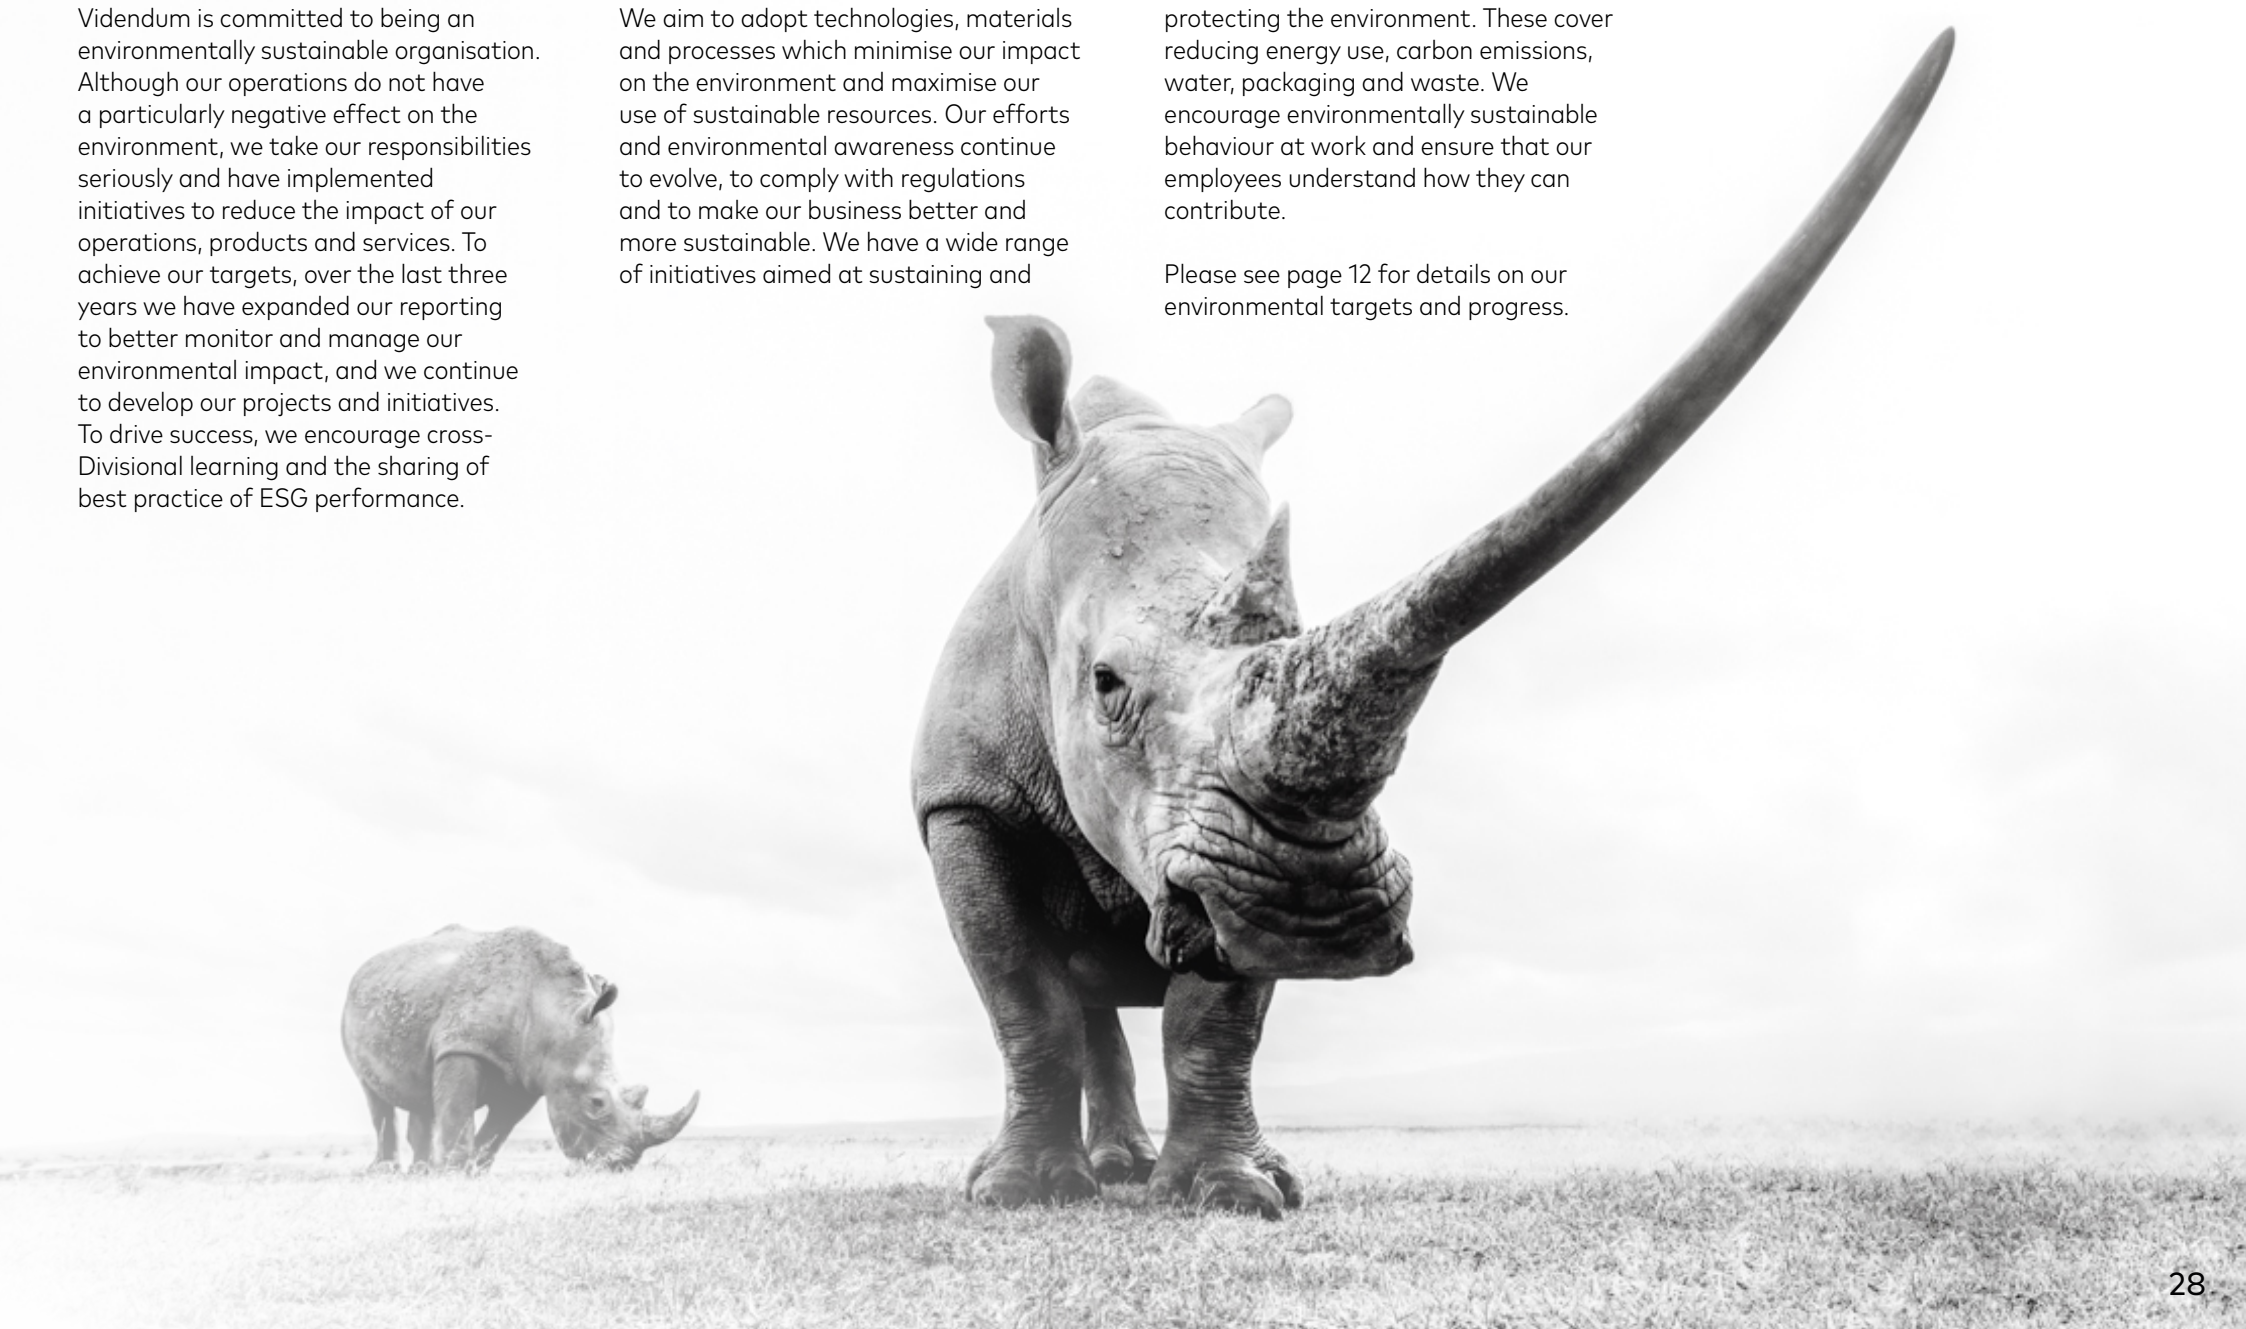 Videndum is committed to being an
environmentally sustainable organisation.
Although our operations do not have
a particularly negative effect on the
environment, we take our responsibilities
seriously and have implemented
initiatives to reduce the impact of our
operations, products and services. To
achieve our targets, over the last three
years we have expanded our reporting
to better monitor and manage our
environmental impact, and we continue
to develop our projects and initiatives.
To drive success, we encourage cross-
Divisional learning and the sharing of
best practice of ESG performance.
We aim to adopt technologies, materials
and processes which minimise our impact
on the environment and maximise our
use of sustainable resources. Our efforts
and environmental awareness continue
to evolve, to comply with regulations
and to make our business better and
more sustainable. We have a wide range
of initiatives aimed at sustaining and
protecting the environment. These cover
reducing energy use, carbon emissions,
water, packaging and waste. We
encourage environmentally sustainable
behaviour at work and ensure that our
employees understand how they can
contribute.
Please see page 12 for details on our
environmental targets and progress.
28